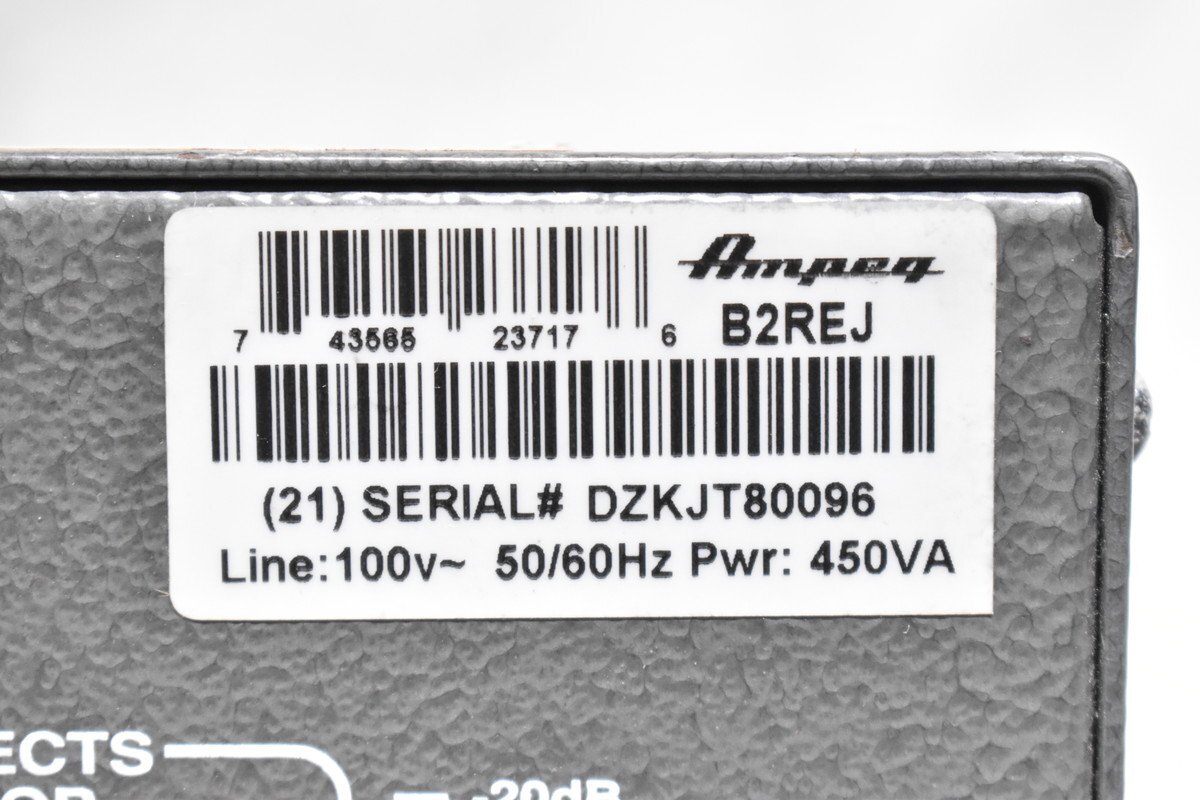 Ampeg
B2REJ
7 43565 23717 6
(21) SERIAL# DZKJT80096
Line:100v~ 50/60Hz Pwr: 450VA
ECTS
-20dB